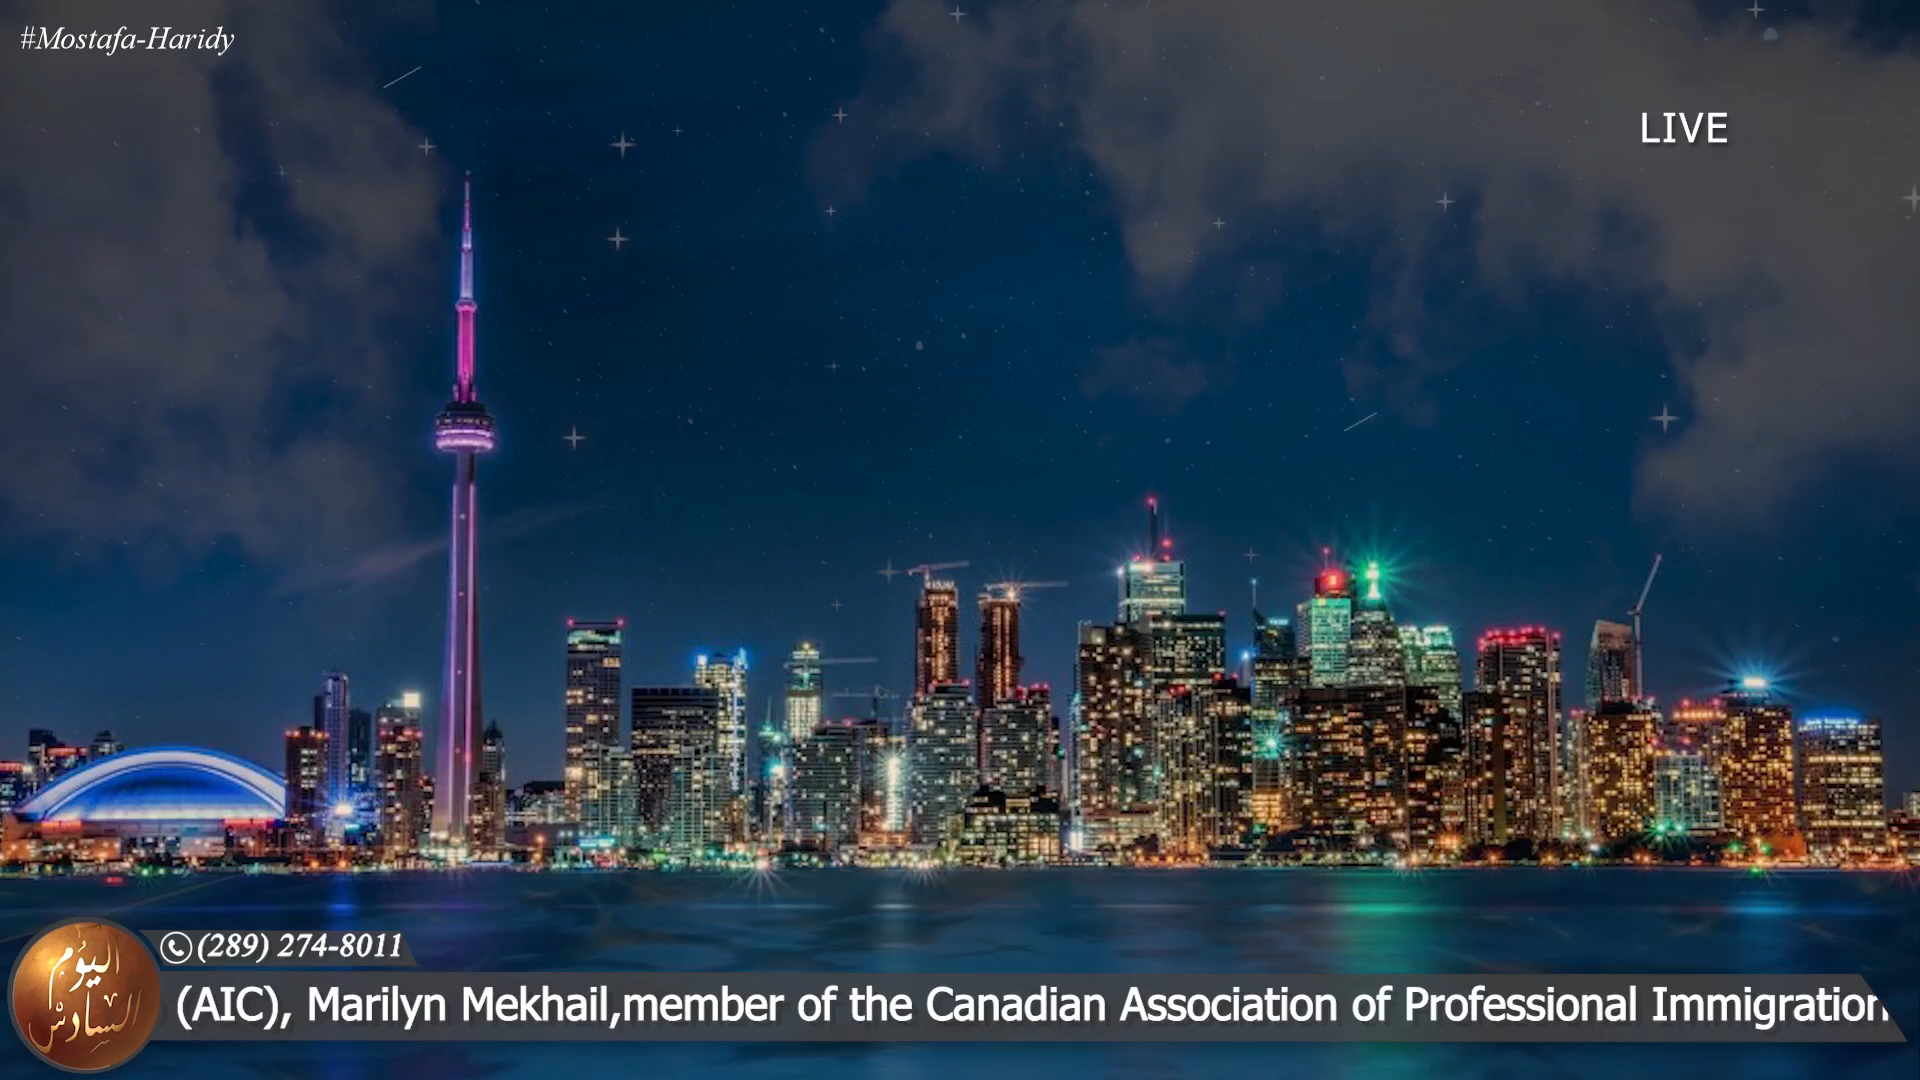 #Mostafa-Haridy
LIVE
(289) 274-8011
(AIC), Marilyn Mekhail,member of the Canadian Association of Professional Immigration
اليوم
السادس